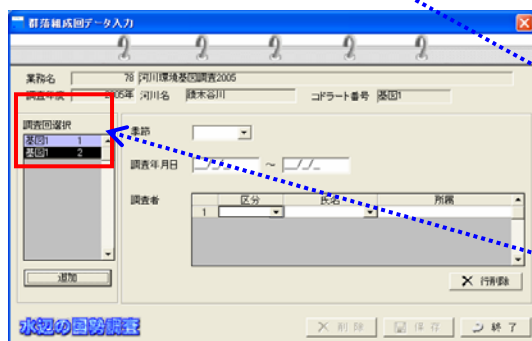 群落組成回データ入力
業務名 78 河川環境基図調査2005
調査年度 2005年 河川名 積木谷川 コドラート番号 基図1
調査回選択
基図1 1
基図1 2
季節
調査年月日 _/_/_ ～ _/_/_
調査者 区分 氏名 所属
1
追加
行削除
水辺の国勢調査
削除 保存 終了